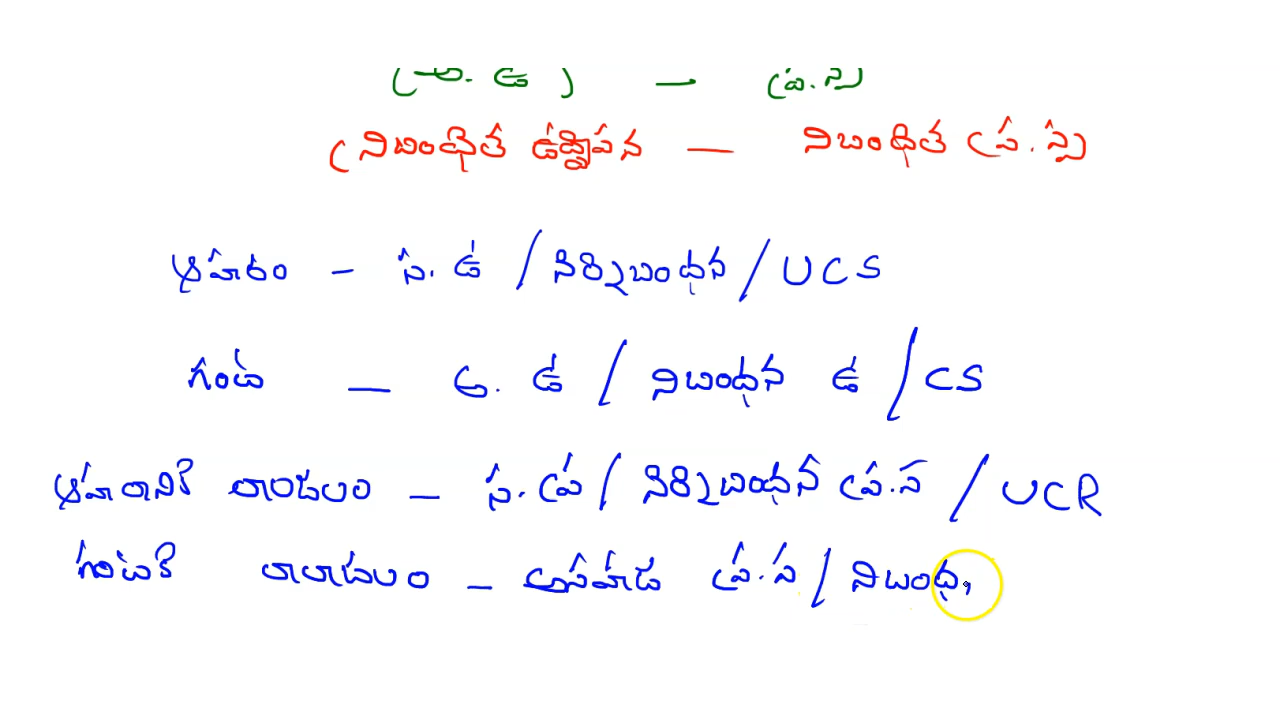 (అ. ఉ) — ప్ర.స్ప
(నిబంధిత ఉద్దీపన — నిబంధిత ప్ర.స్ప)
ఆహారం – స. ఉ / నిర్నిబంధన / UCS
గంట — అ. ఉ / నిబంధన ఉ / CS
ఆహారానికి లాలాజలం – స. ప్ర / నిర్నిబంధన ప్ర.స / UCR
గంటకి లాలాజలం – అసహజ ప్ర.స / నిబంధ